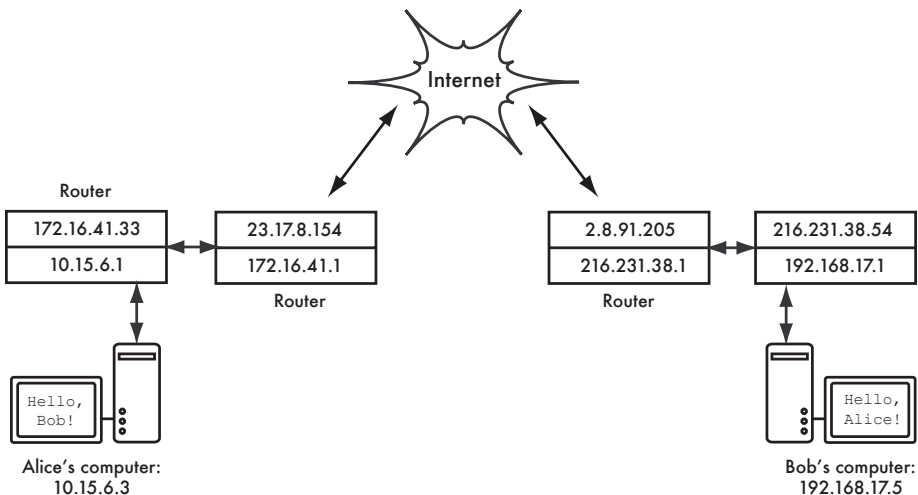 Internet
Router
172.16.41.33
10.15.6.1
23.17.8.154
172.16.41.1
Router
2.8.91.205
216.231.38.1
Router
216.231.38.54
192.168.17.1
Hello,
Bob!
Alice's computer:
10.15.6.3
Hello,
Alice!
Bob's computer:
192.168.17.5